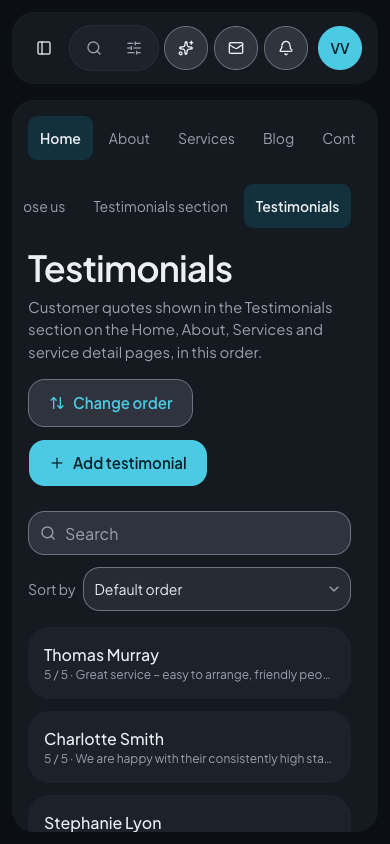 VV
Home About Services Blog Cont
ose us Testimonials section Testimonials
Testimonials
Customer quotes shown in the Testimonials
section on the Home, About, Services and
service detail pages, in this order.
Change order
Add testimonial
Search
Sort by Default order
Thomas Murray
5 / 5 · Great service – easy to arrange, friendly peo...
Charlotte Smith
5 / 5 · We are happy with their consistently high sta...
Stephanie Lyon